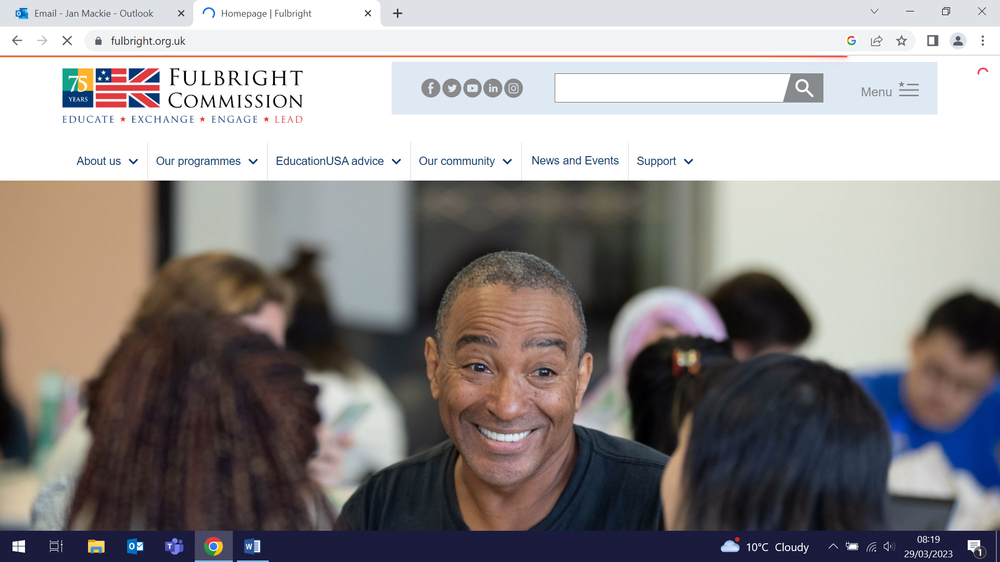 Email - Jan Mackie - Outlook
Homepage | Fulbright
fulbright.org.uk
75
YEARS
FULBRIGHT
COMMISSION
EDUCATE ★ EXCHANGE ★ ENGAGE ★ LEAD
Menu
About us
Our programmes
EducationUSA advice
Our community
News and Events
Support
10°C Cloudy
08:19
29/03/2023
1